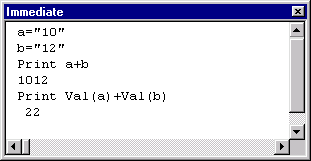 Immediate
a="10"
b="12"
Print a+b
1012
Print Val(a)+Val(b)
22